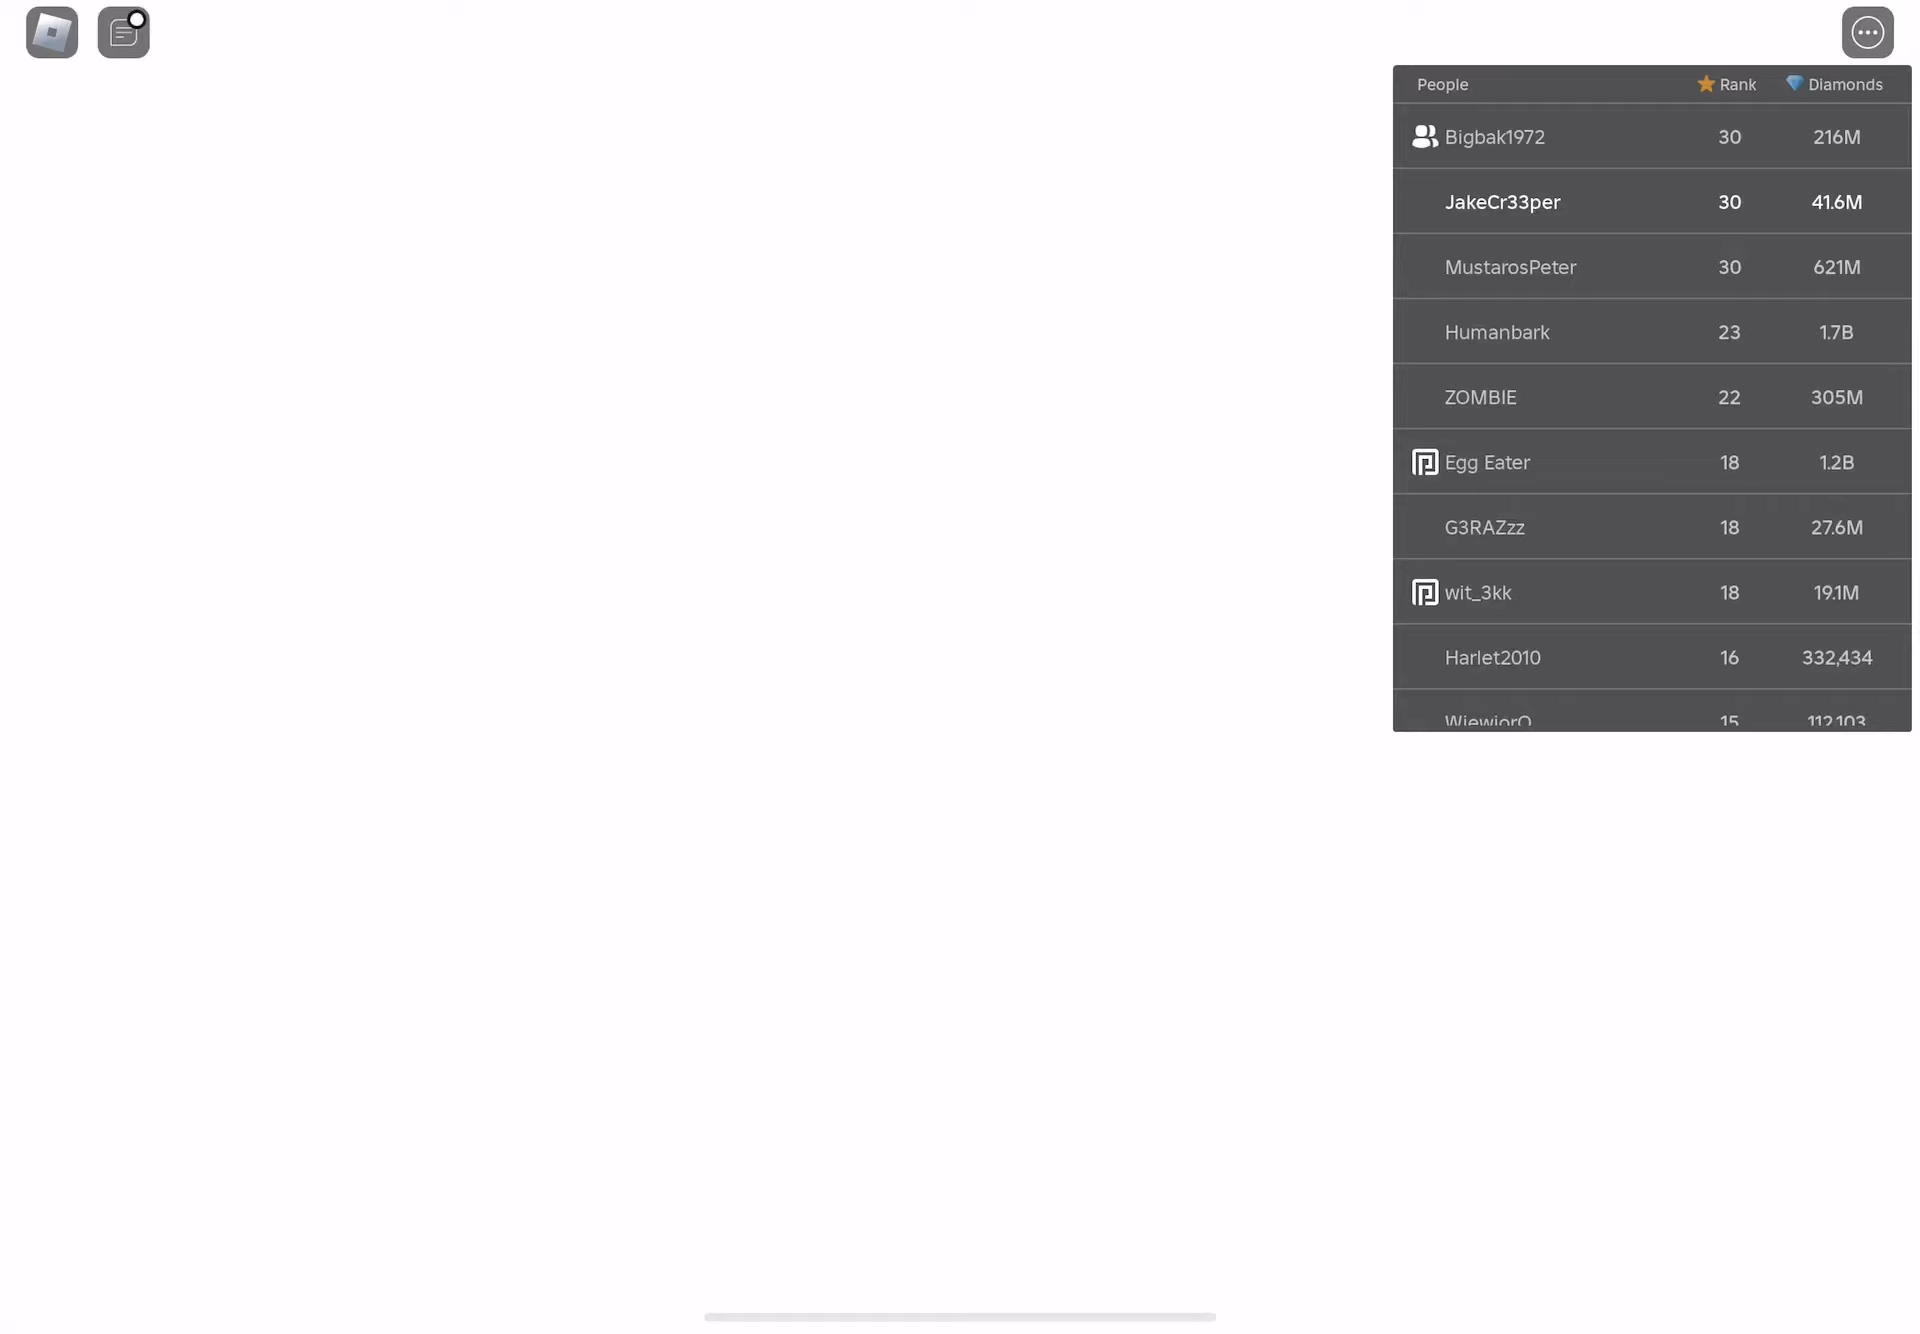 People Rank Diamonds
Bigbak1972 30 216M
JakeCr33per 30 41.6M
MustarosPeter 30 621M
Humanbark 23 1.7B
ZOMBIE 22 305M
Egg Eater 18 1.2B
G3RAZzz 18 27.6M
wit_3kk 18 19.1M
Harlet2010 16 332,434
15 112,103